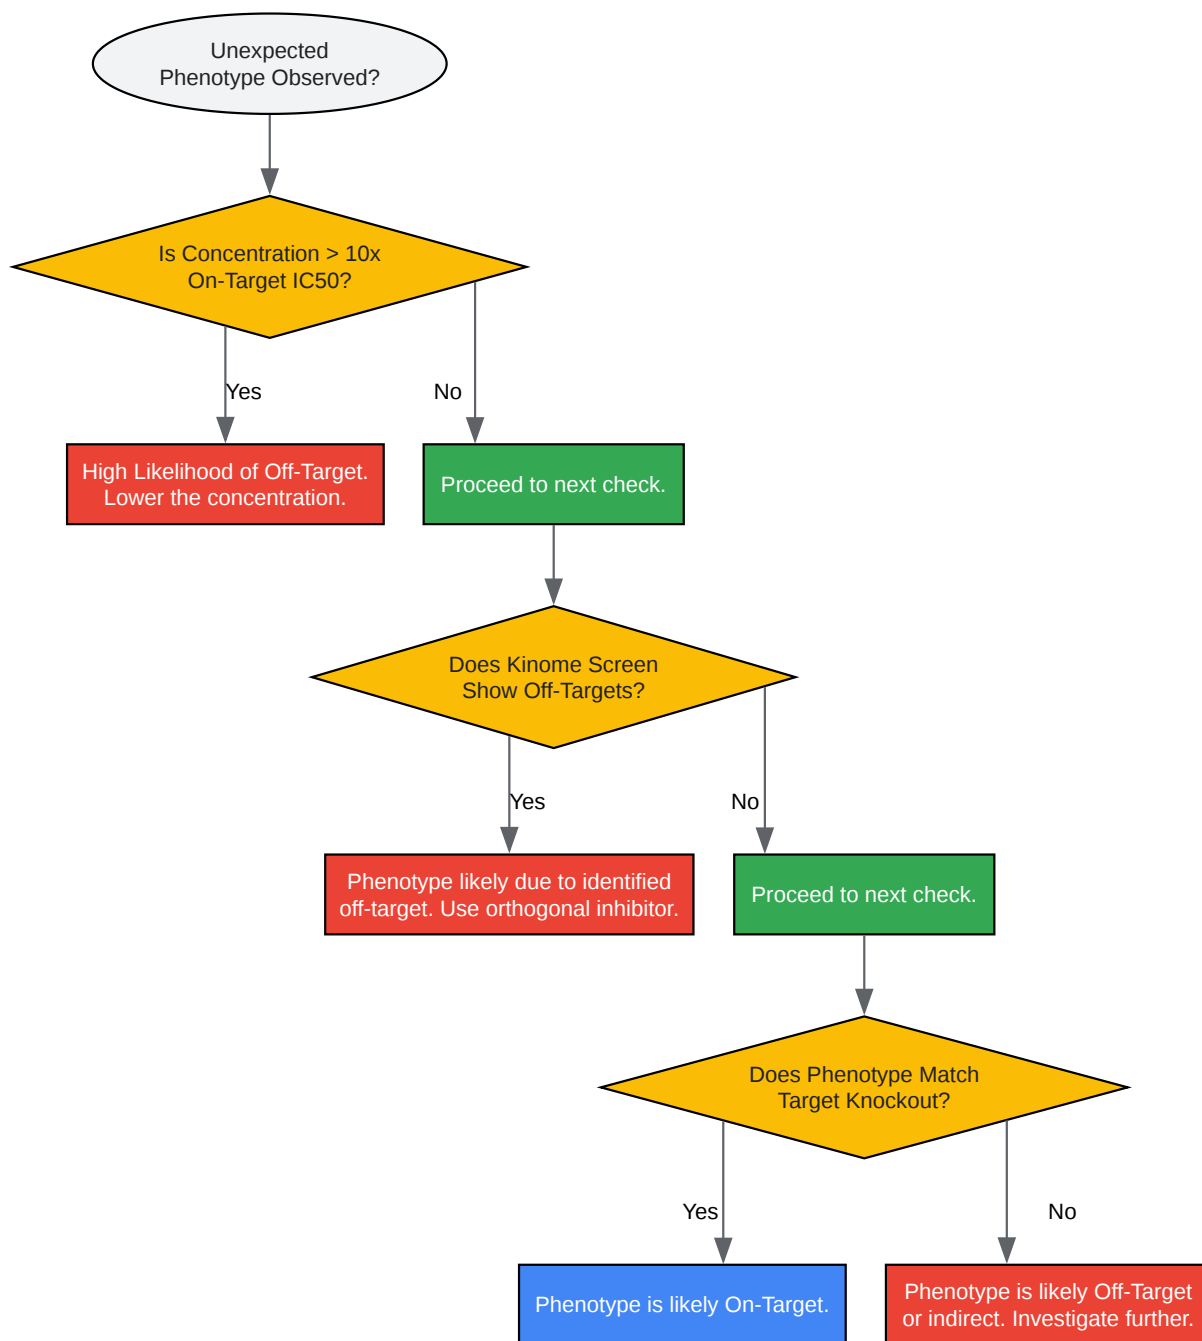 Unexpected
Phenotype Observed?
Is Concentration > 10x
On-Target IC50?
Yes
No
High Likelihood of Off-Target.
Lower the concentration.
Proceed to next check.
Does Kinome Screen
Show Off-Targets?
Yes
No
Phenotype likely due to identified
off-target. Use orthogonal inhibitor.
Proceed to next check.
Does Phenotype Match
Target Knockout?
Yes
No
Phenotype is likely On-Target.
Phenotype is likely Off-Target
or indirect. Investigate further.